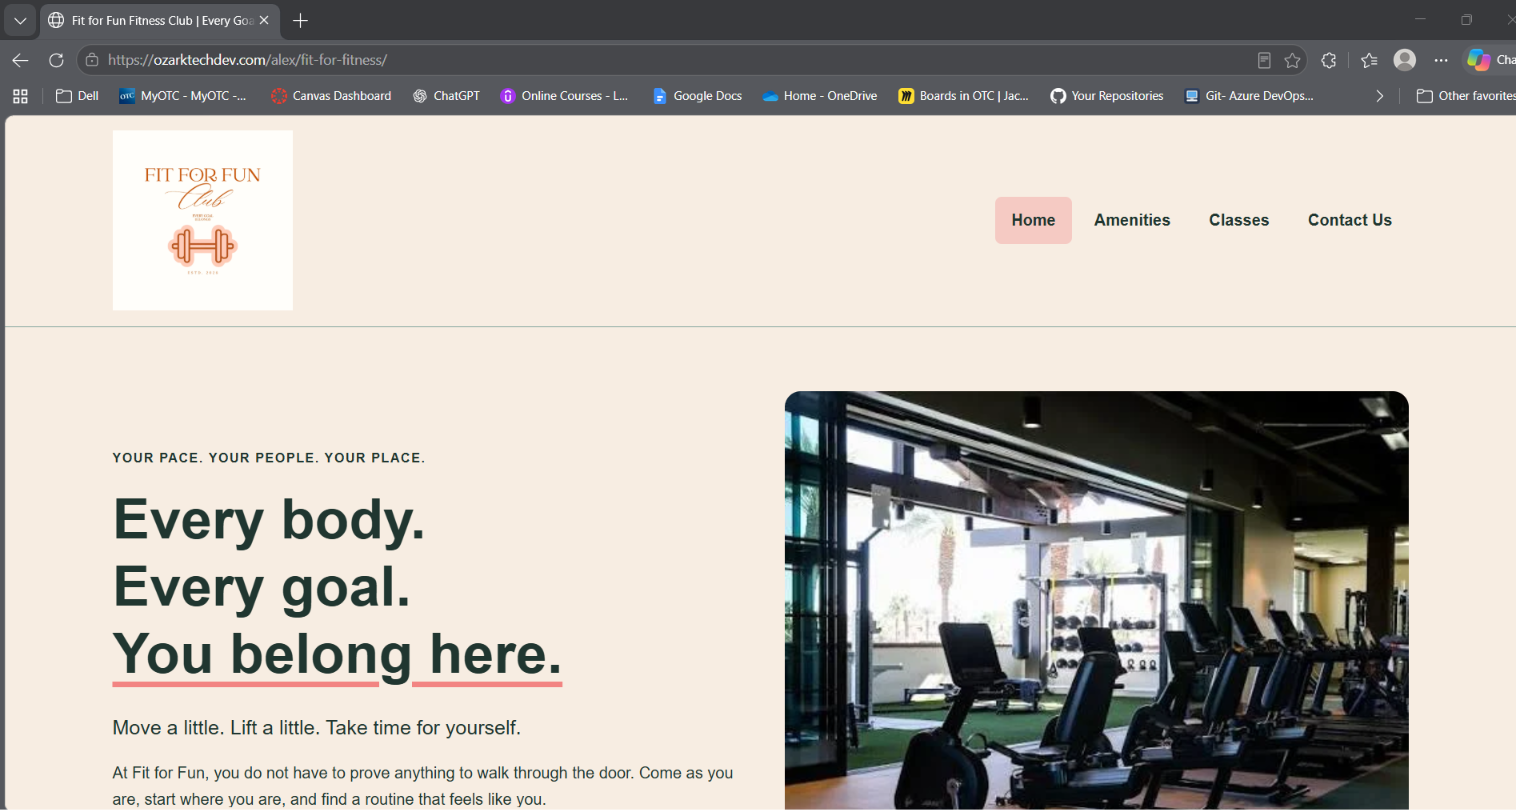 Fit for Fun Fitness Club | Every Goa
https://ozarktechdev.com/alex/fit-for-fitness/
Cha
Dell
MyOTC - MyOTC -...
Canvas Dashboard
ChatGPT
Online Courses - L...
Google Docs
Home - OneDrive
Boards in OTC | Jac...
Your Repositories
Git- Azure DevOps...
Other favorites
FIT FOR FUN
Club
Home
Amenities
Classes
Contact Us
YOUR PACE. YOUR PEOPLE. YOUR PLACE.
Every body.
Every goal.
You belong here.
Move a little. Lift a little. Take time for yourself.
At Fit for Fun, you do not have to prove anything to walk through the door. Come as you
are, start where you are, and find a routine that feels like you.